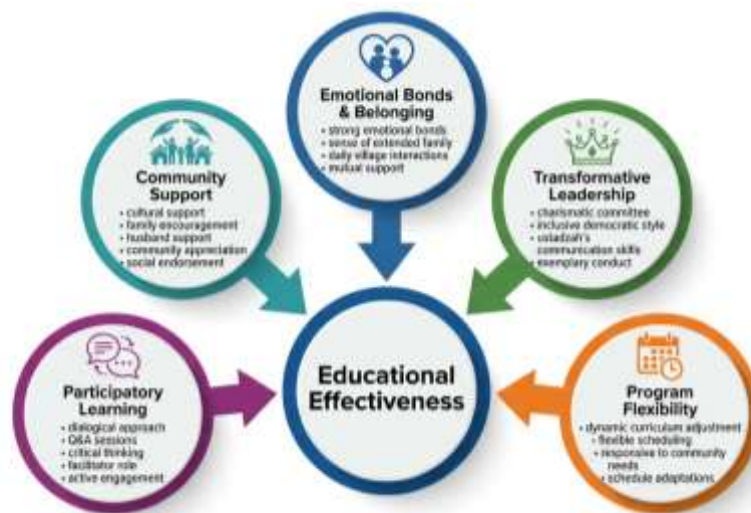 Emotional Bonds
& Belonging
• strong emotional bonds
• sense of extended family
• daily village interactions
• mutual support
Community
Support
• cultural support
• family encouragement
• husband support
• community appreciation
• social endorsement
Transformative
Leadership
• charismatic committee
• inclusive democratic style
• ustadzah's
communication skills
• exemplary conduct
Participatory
Learning
• dialogical approach
• Q&A sessions
• critical thinking
• facilitator role
• active engagement
Educational
Effectiveness
Program
Flexibility
• dynamic curriculum adjustment
• flexible scheduling
• responsive to community
needs
• schedule adaptations